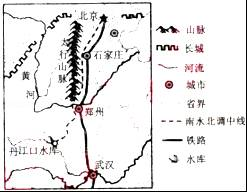 北京
石家庄
太行山脉
黄河
郑州
丹江口水库
武汉
山脉
长城
河流
城市
省界
南水北调中线
铁路
水库